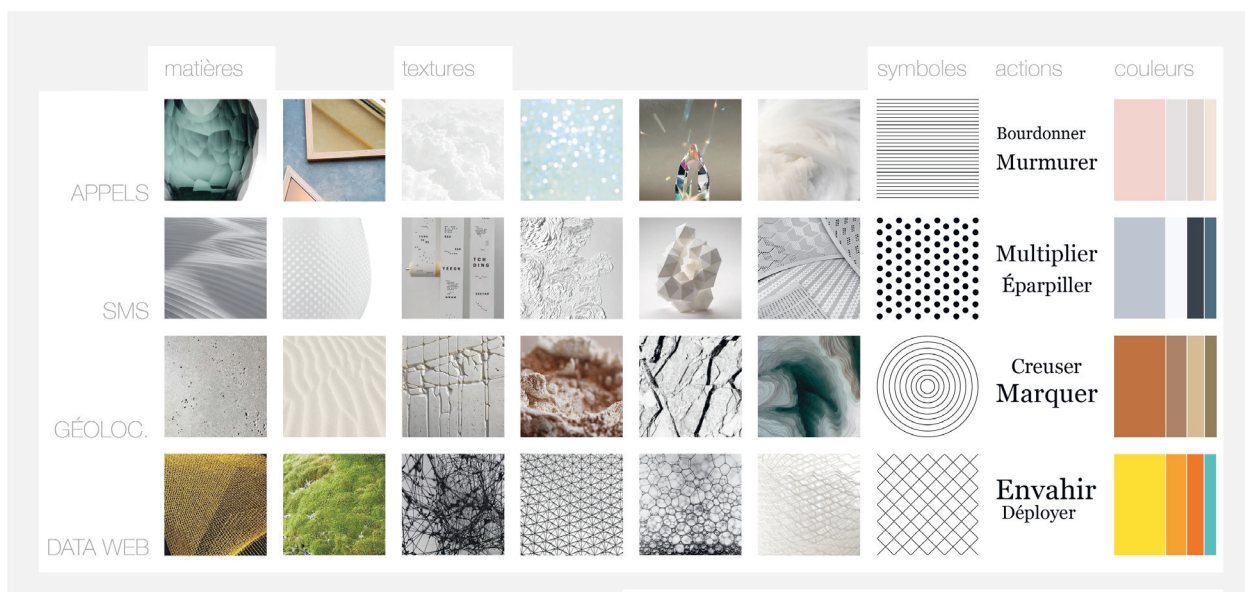 matières
textures
symboles
actions
couleurs
APPELS
Bourdonner
Murmurer
SMS
Multiplier
Éparpiller
GÉOLOC.
Creuser
Marquer
DATA WEB
Envahir
Déployer